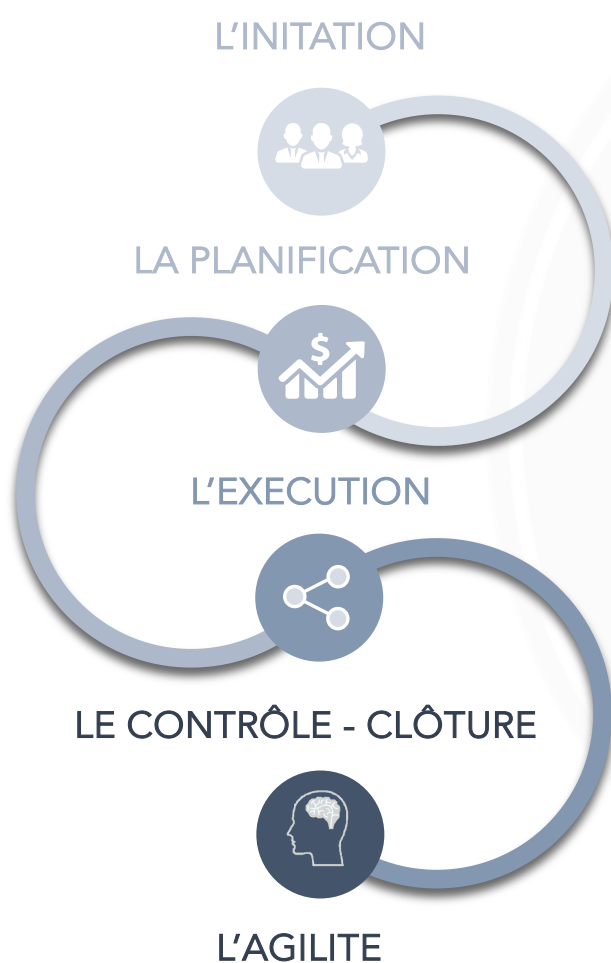 L'INITATION
LA PLANIFICATION
$
L'EXECUTION
LE CONTRÔLE - CLÔTURE
L'AGILITE